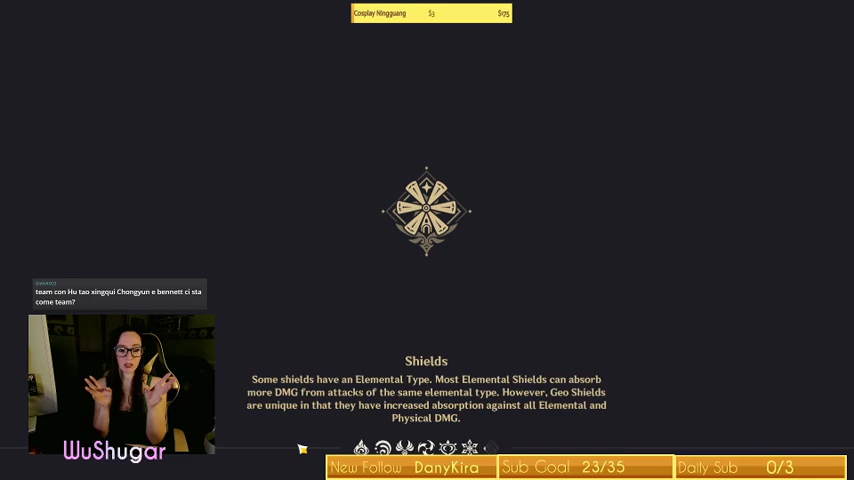 Cosplay Ningguang $3 $175
team con Hu tao xingqui Chongyun e bennett ci sta
come team?
Shields
Some shields have an Elemental Type. Most Elemental Shields can absorb
more DMG from attacks of the same elemental type. However, Geo Shields
are unique in that they have increased absorption against all Elemental and
Physical DMG.
WuShugar
New Follow DanyKira Sub Goal 23/35 Daily Sub 0/3